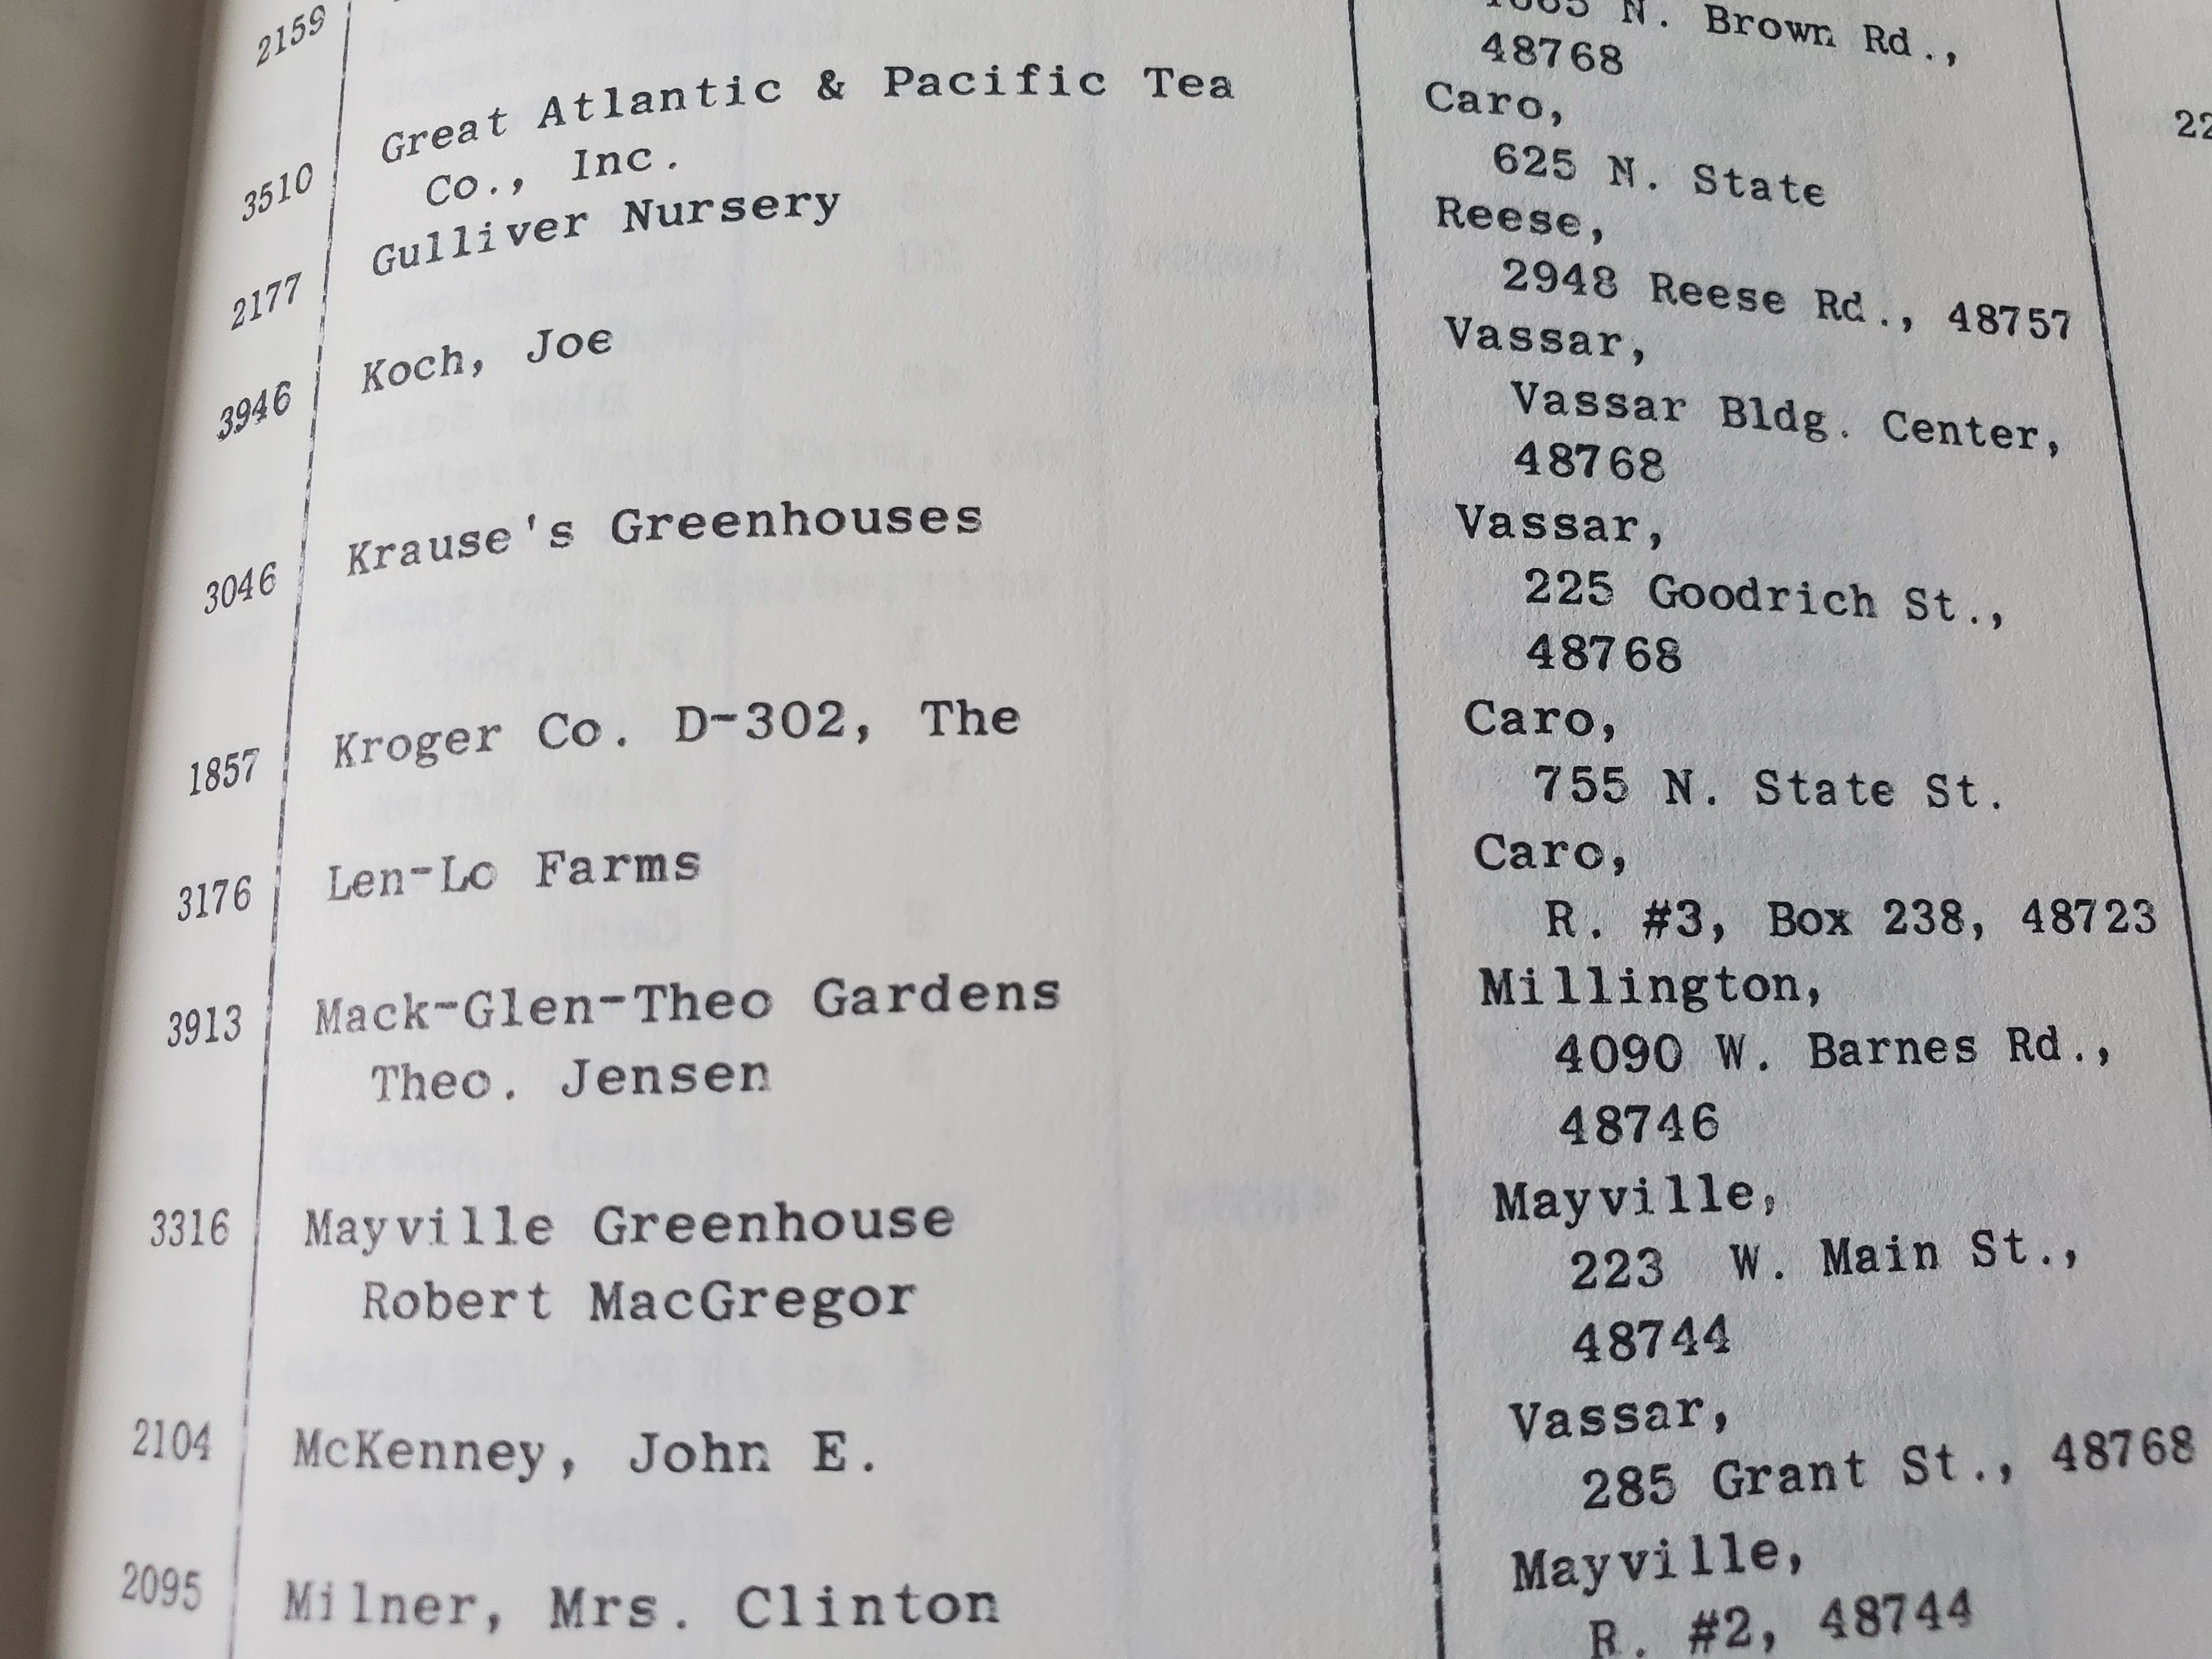 2159
N. Brown Rd.,
48768
3510 Great Atlantic & Pacific Tea Caro,
Co., Inc. 625 N. State
2177 Gulliver Nursery Reese,
2948 Reese Rd., 48757
3946 Koch, Joe Vassar,
Vassar Bldg. Center,
48768
3046 Krause's Greenhouses Vassar,
225 Goodrich St.,
48768
1857 Kroger Co. D-302, The Caro,
755 N. State St.
3176 Len-Lo Farms Caro,
R. #3, Box 238, 48723
3913 Mack-Glen-Theo Gardens Millington,
Theo. Jensen 4090 W. Barnes Rd.,
48746
3316 Mayville Greenhouse Mayville,
Robert MacGregor 223 W. Main St.,
48744
2104 McKenney, John E. Vassar,
285 Grant St., 48768
2095 Milner, Mrs. Clinton Mayville,
R. #2, 48744